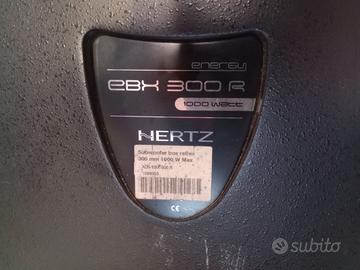 energy
EBX 300 R
1000 watt
HERTZ
Subwoofer box reflex
300 mm 1000 W Max
CE
subito